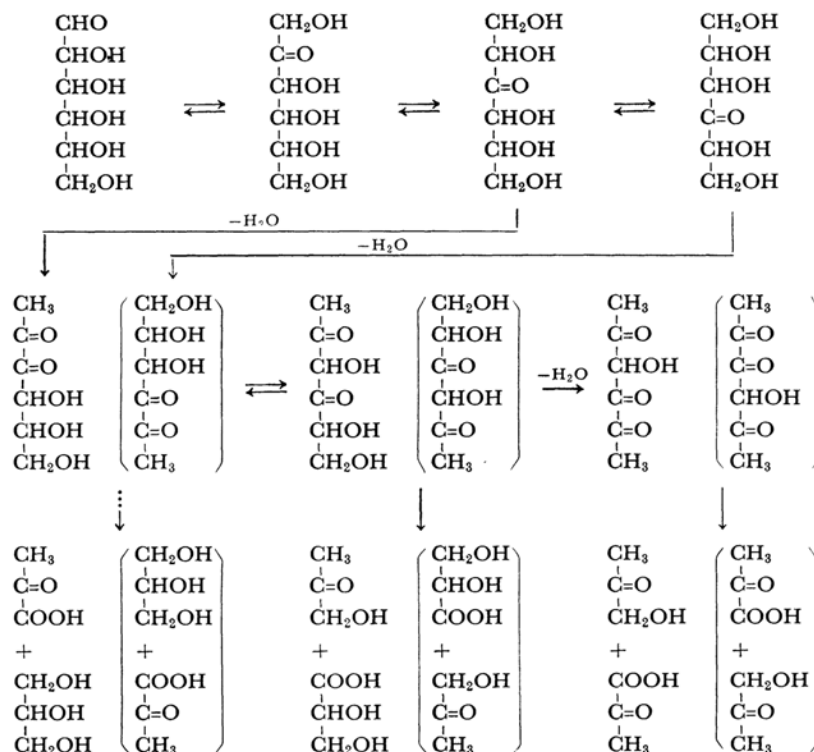 CHO CH₂OH CH₂OH CH₂OH
CHOH C=O CHOH CHOH
CHOH CHOH C=O CHOH
CHOH ⇌ CHOH ⇌ CHOH ⇌ C=O
CHOH CHOH CHOH CHOH
CH₂OH CH₂OH CH₂OH CH₂OH
−H₂O
−H₂O
CH₃ CH₂OH CH₃ CH₂OH CH₃ CH₃
C=O CHOH C=O CHOH C=O C=O
C=O CHOH CHOH C=O CHOH C=O
CHOH C=O ⇌ C=O CHOH −H₂O → C=O CHOH
CHOH C=O CHOH C=O C=O C=O
CH₂OH CH₃ CH₂OH CH₃ CH₃ CH₃
CH₃ CH₂OH CH₃ CH₂OH CH₃ CH₃
C=O CHOH C=O CHOH C=O C=O
COOH CH₂OH CH₂OH COOH CH₂OH COOH
+ + + + + +
CH₂OH COOH COOH CH₂OH COOH CH₂OH
CHOH C=O CHOH C=O C=O C=O
CH₂OH CH₃ CH₂OH CH₃ CH₃ CH₃